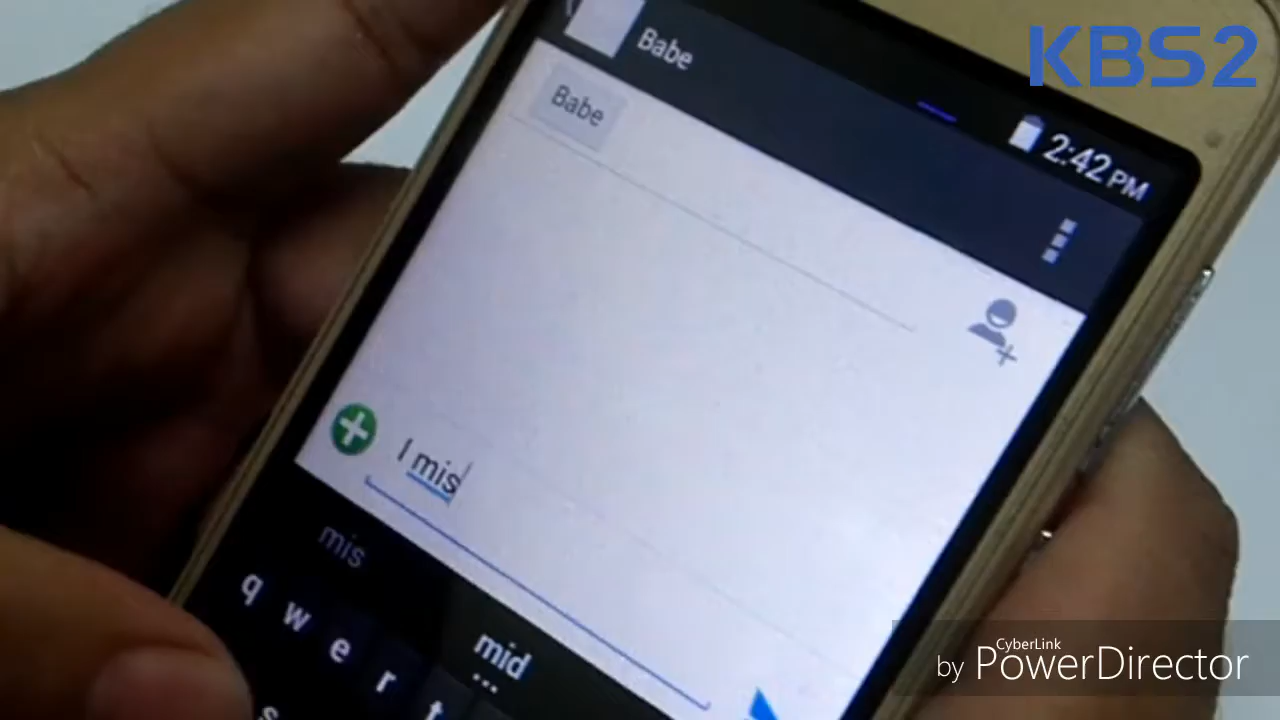 KBS2
Babe
2:42 PM
Babe
I mis
mis
mid
q w e r t
s
CyberLink
by PowerDirector